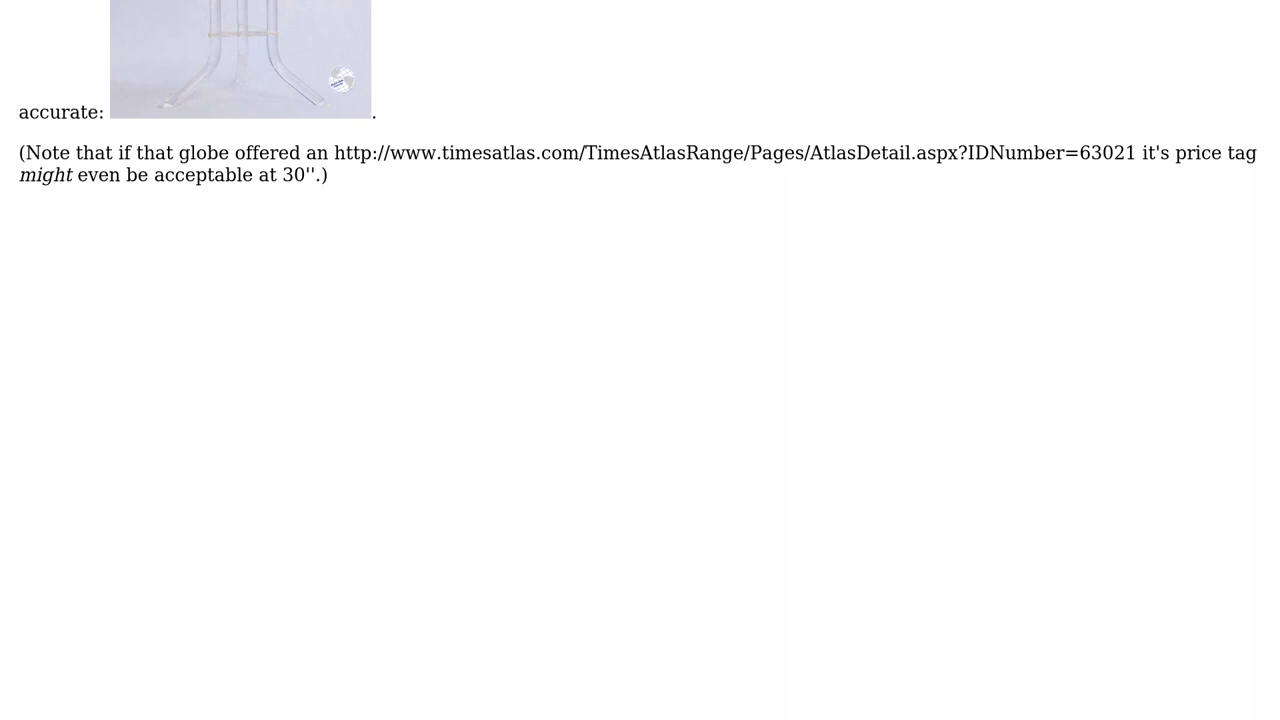 accurate: .
(Note that if that globe offered an http://www.timesatlas.com/TimesAtlasRange/Pages/AtlasDetail.aspx?IDNumber=63021 it's price tag
might even be acceptable at 30''.)